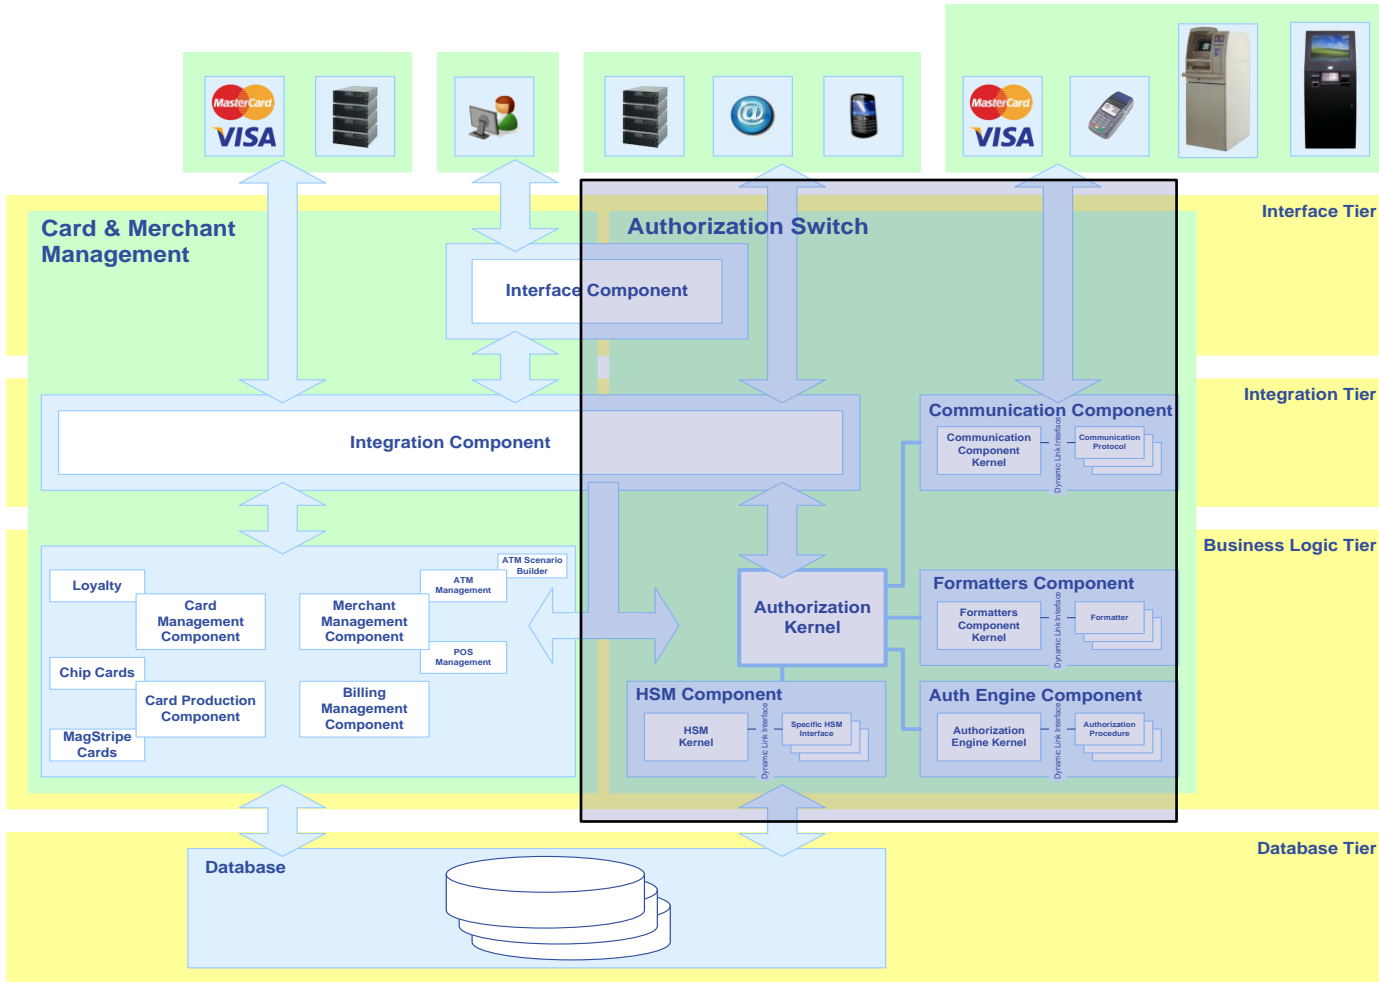 MasterCard
VISA
MasterCard
VISA
Interface Tier
Card & Merchant
Management
Authorization Switch
Interface Component
Integration Tier
Integration Component
Communication Component
Communication
Component
Kernel
Dynamic Link Interface
Communication
Protocol
Business Logic Tier
ATM Scenario
Builder
ATM
Management
Loyalty
Card
Management
Component
Merchant
Management
Component
POS
Management
Chip Cards
Card Production
Component
Billing
Management
Component
MagStripe
Cards
Authorization
Kernel
Formatters Component
Formatters
Component
Kernel
Dynamic Link Interface
Formatter
HSM Component
HSM
Kernel
Dynamic Link Interface
Specific HSM
Interface
Auth Engine Component
Authorization
Engine Kernel
Dynamic Link Interface
Authorization
Procedure
Database Tier
Database